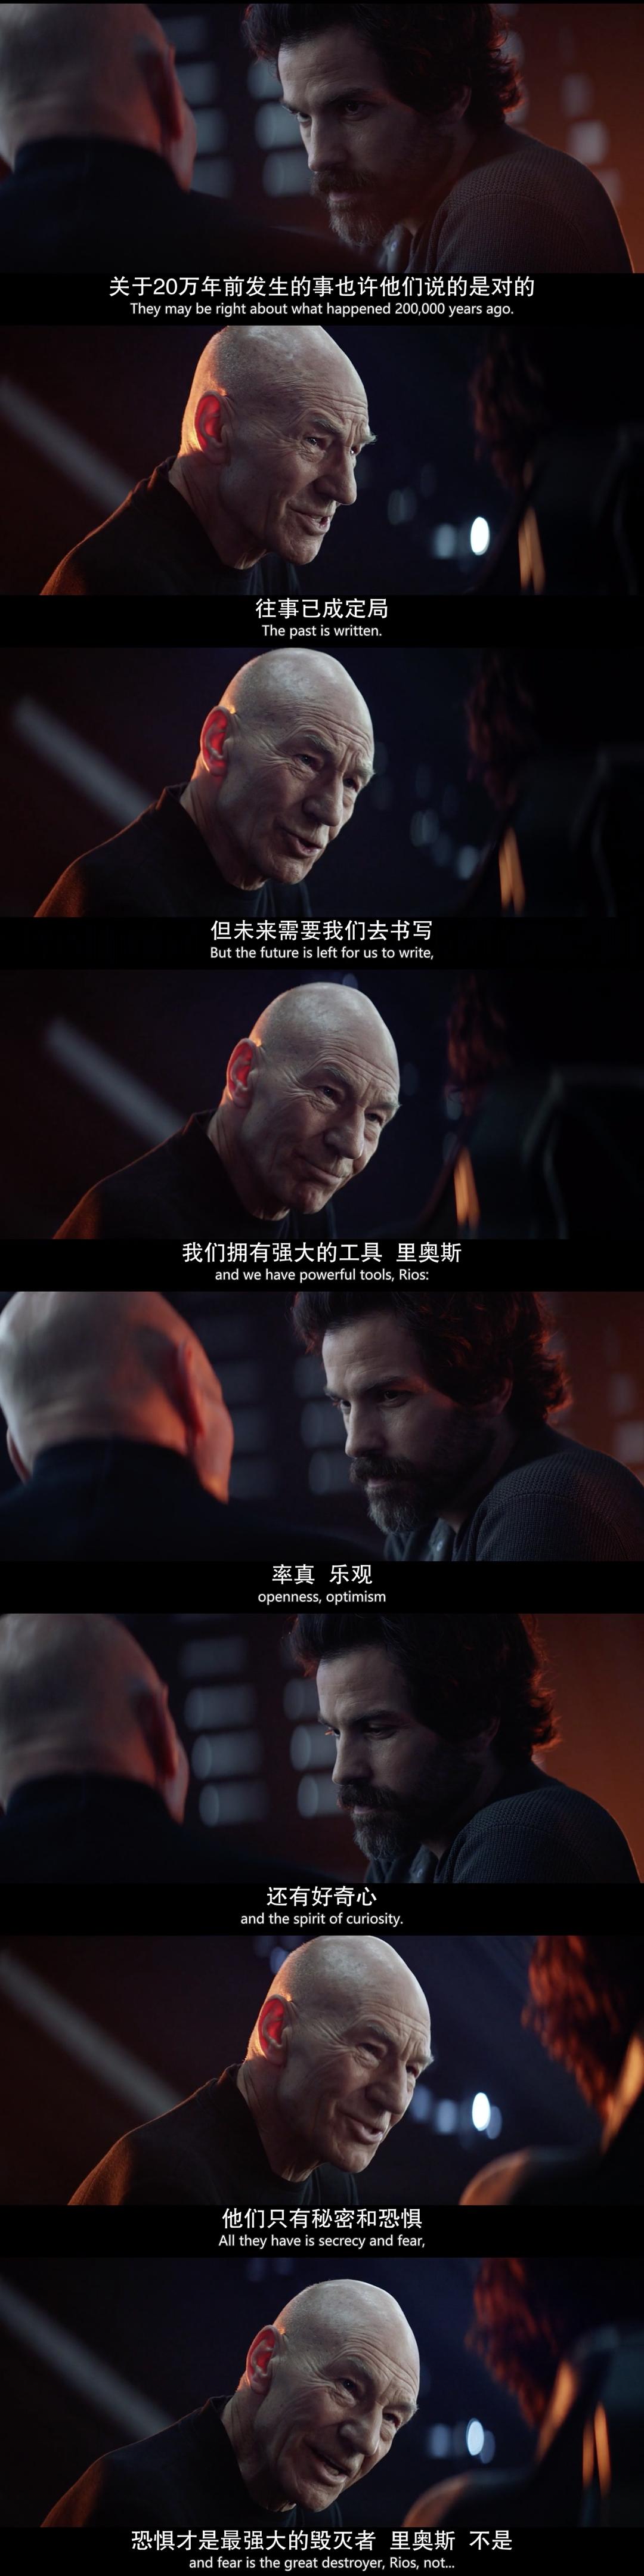 关于20万年前发生的事也许他们说的是对的
They may be right about what happened 200,000 years ago.
往事已成定局
The past is written.
但未来需要我们去书写
But the future is left for us to write,
我们拥有强大的工具 里奥斯
and we have powerful tools, Rios:
率真 乐观
openness, optimism
还有好奇心
and the spirit of curiosity.
他们只有秘密和恐惧
All they have is secrecy and fear,
恐惧才是最强大的毁灭者 里奥斯 不是
and fear is the great destroyer, Rios, not...